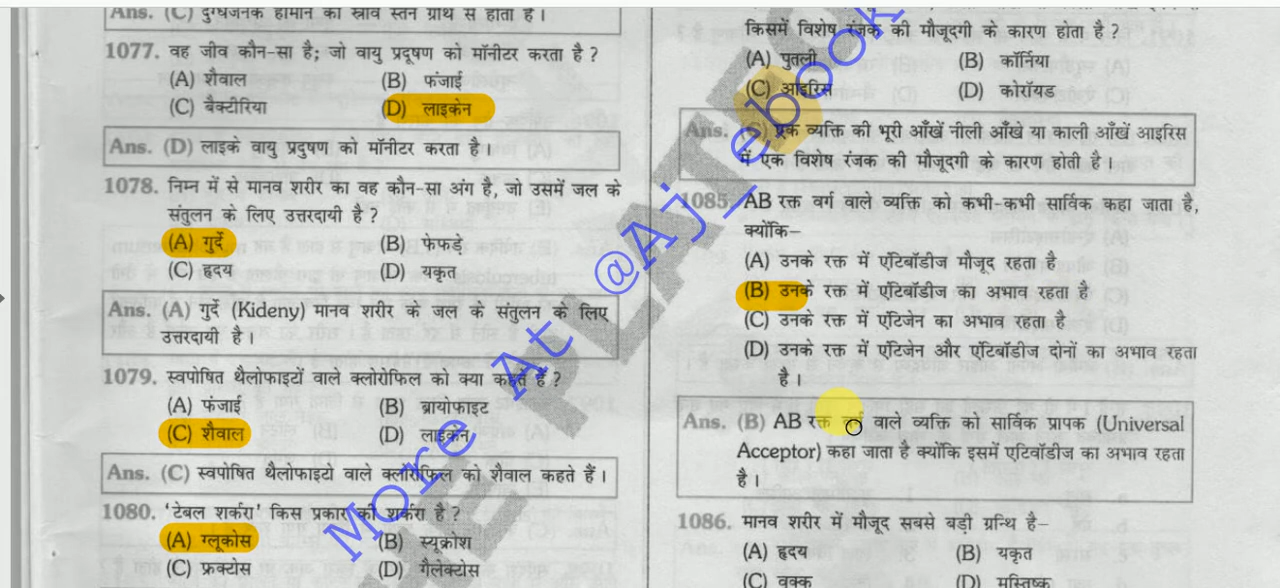 Ans. (C) दुग्धजनक हार्मोन का स्राव स्तन ग्रंथि से होता है।
1077. वह जीव कौन-सा है; जो वायु प्रदूषण को मॉनीटर करता है ?
(A) शैवाल (B) फंजाई
(C) बैक्टीरिया (D) लाइकेन
Ans. (D) लाइके वायु प्रदुषण को मॉनीटर करता है।
1078. निम्न में से मानव शरीर का वह कौन-सा अंग है, जो उसमें जल के
संतुलन के लिए उत्तरदायी है ?
(A) गुर्दे (B) फेफड़े
(C) हृदय (D) यकृत
Ans. (A) गुर्दे (Kideny) मानव शरीर के जल के संतुलन के लिए
उत्तरदायी है।
1079. स्वपोषित थैलोफाइटों वाले क्लोरोफिल को क्या कहते हैं ?
(A) फंजाई (B) ब्रायोफाइट
(C) शैवाल (D) लाइकेन
Ans. (C) स्वपोषित थैलोफाइटो वाले क्लोरोफिल को शैवाल कहते हैं।
1080. 'टेबल शर्करा' किस प्रकार की शर्करा है ?
(A) ग्लूकोस (B) स्यूक्रोश
(C) फ्रक्टोस (D) गैलेक्टोस
किसमें विशेष रंजक की मौजूदगी के कारण होता है ?
(A) पुतली (B) कॉर्निया
(C) आइरिस (D) कोरॉयड
Ans. (C) एक व्यक्ति की भूरी आँखें नीली आँखे या काली आँखें आइरिस
में एक विशेष रंजक की मौजूदगी के कारण होती है।
1085. AB रक्त वर्ग वाले व्यक्ति को कभी-कभी सार्विक कहा जाता है,
क्योंकि–
(A) उनके रक्त में एंटिबॉडीज मौजूद रहता है
(B) उनके रक्त में एंटिबॉडीज का अभाव रहता है
(C) उनके रक्त में एंटिजेन का अभाव रहता है
(D) उनके रक्त में एंटिजेन और एंटिबॉडीज दोनों का अभाव रहता
है।
Ans. (B) AB रक्त वर्ग वाले व्यक्ति को सार्विक प्रापक (Universal
Acceptor) कहा जाता है क्योंकि इसमें एंटिवॉडीज का अभाव रहता
है।
1086. मानव शरीर में मौजूद सबसे बड़ी ग्रन्थि है–
(A) हृदय (B) यकृत
(C) वृक्क (D) मस्तिष्क
More At @Aj_ebook